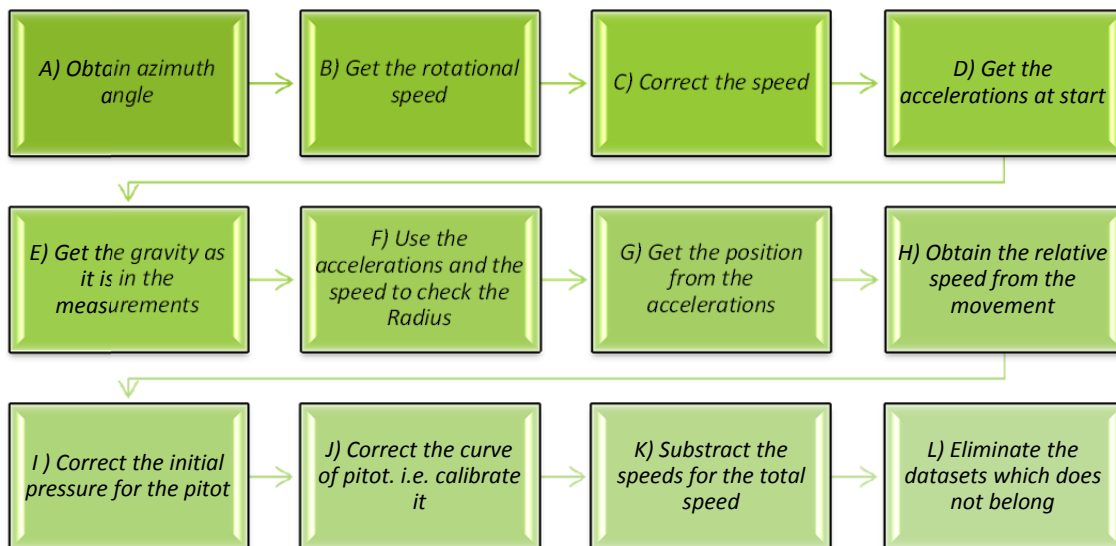 A) Obtain azimuth
angle
B) Get the rotational
speed
C) Correct the speed
D) Get the
accelerations at start
E) Get the gravity as
it is in the
measurements
F) Use the
accelerations and the
speed to check the
Radius
G) Get the position
from the
accelerations
H) Obtain the relative
speed from the
movement
I ) Correct the initial
pressure for the pitot
J) Correct the curve
of pitot. i.e. calibrate
it
K) Substract the
speeds for the total
speed
L) Eliminate the
datasets which does
not belong